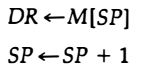 DR ← M[SP]
SP ← SP + 1